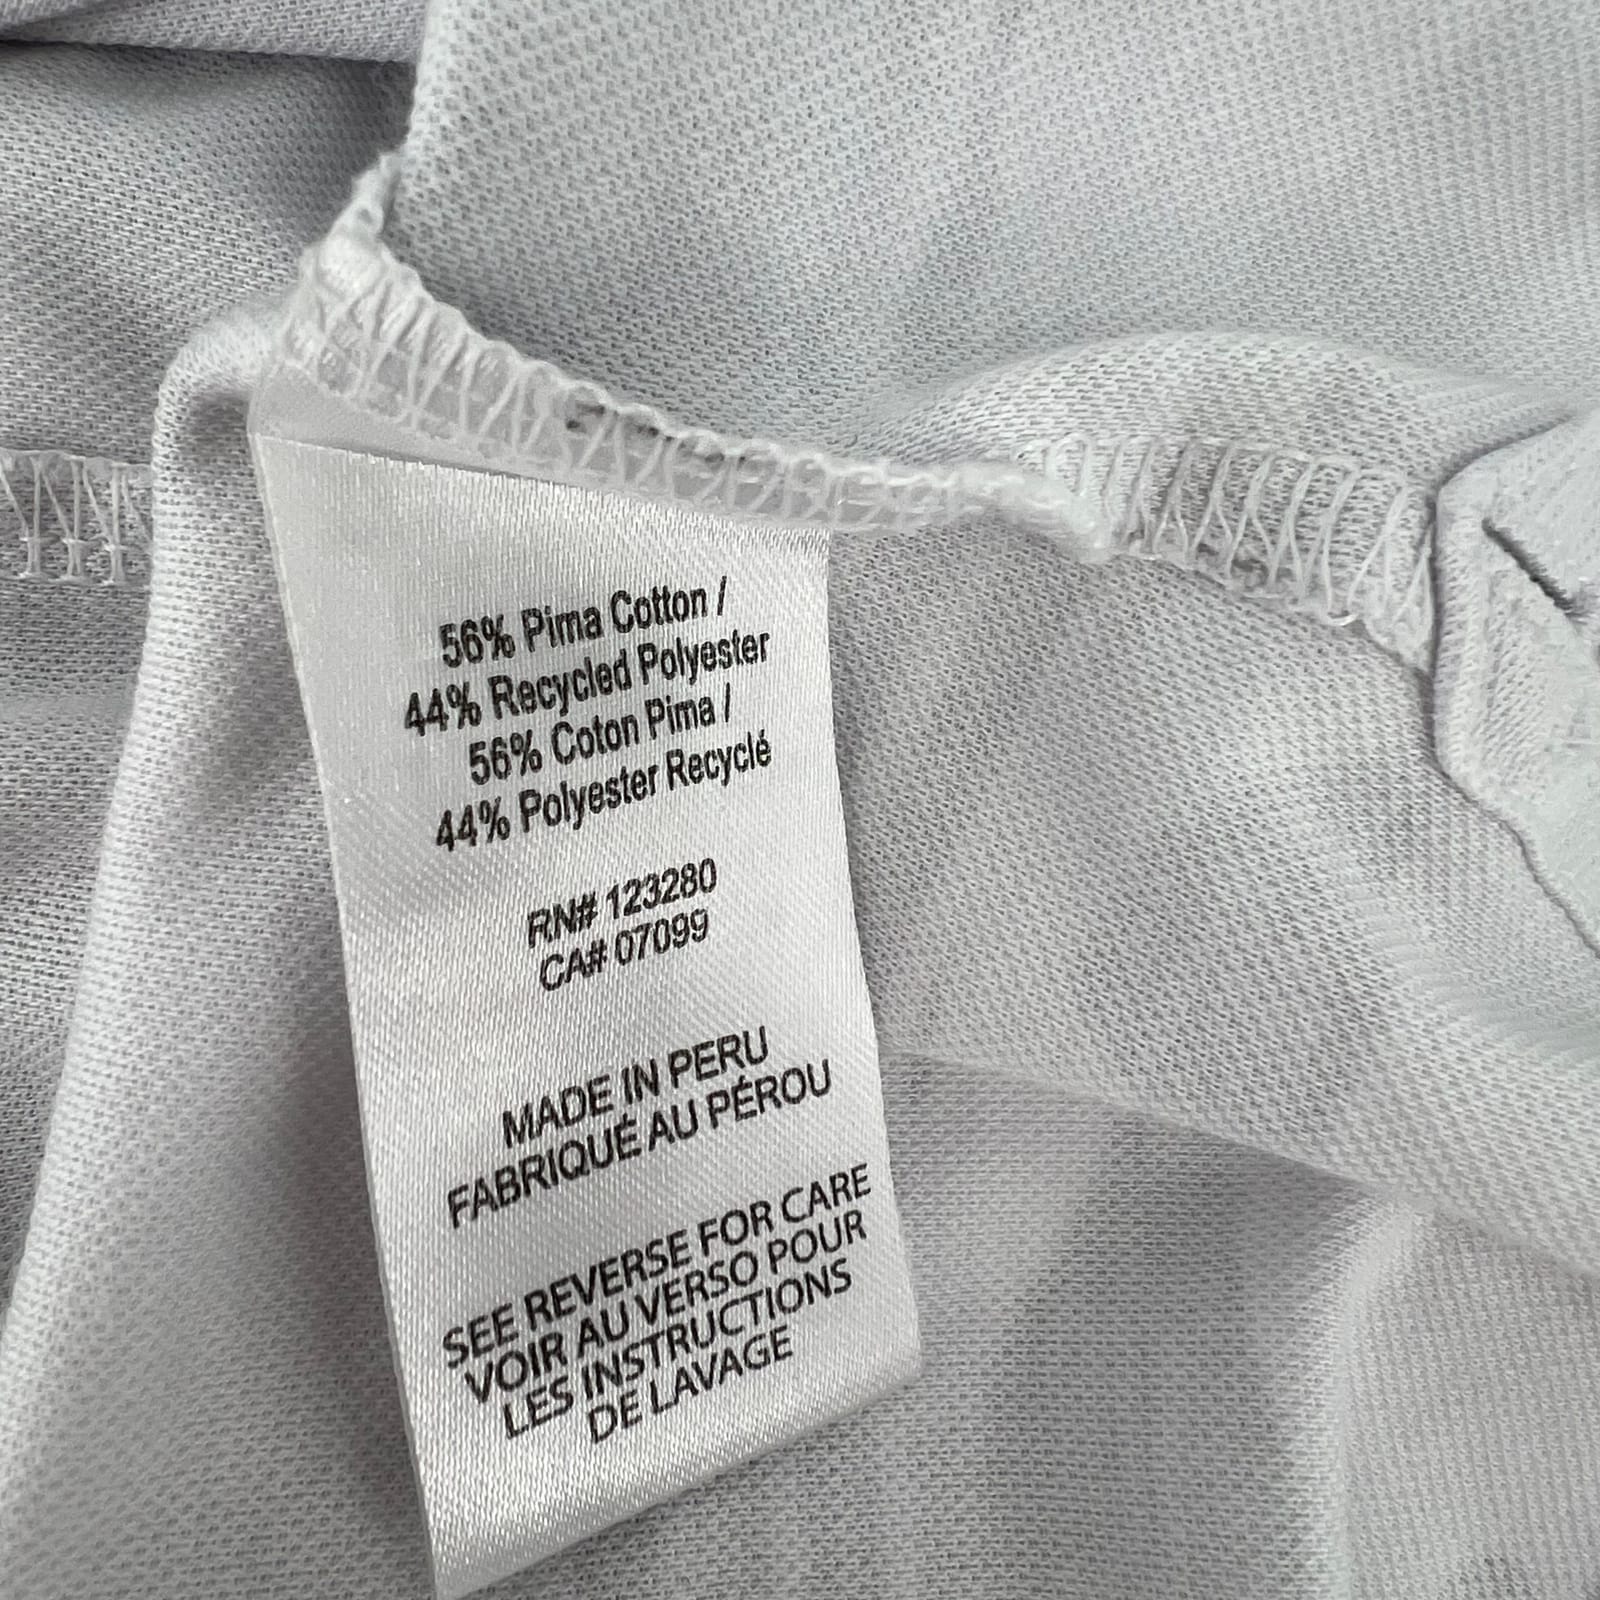 56% Pima Cotton /
44% Recycled Polyester
56% Coton Pima /
44% Polyester Recyclé
RN# 123280
CA# 07099
MADE IN PERU
FABRIQUÉ AU PÉROU
SEE REVERSE FOR CARE
VOIR AU VERSO POUR
LES INSTRUCTIONS
DE LAVAGE